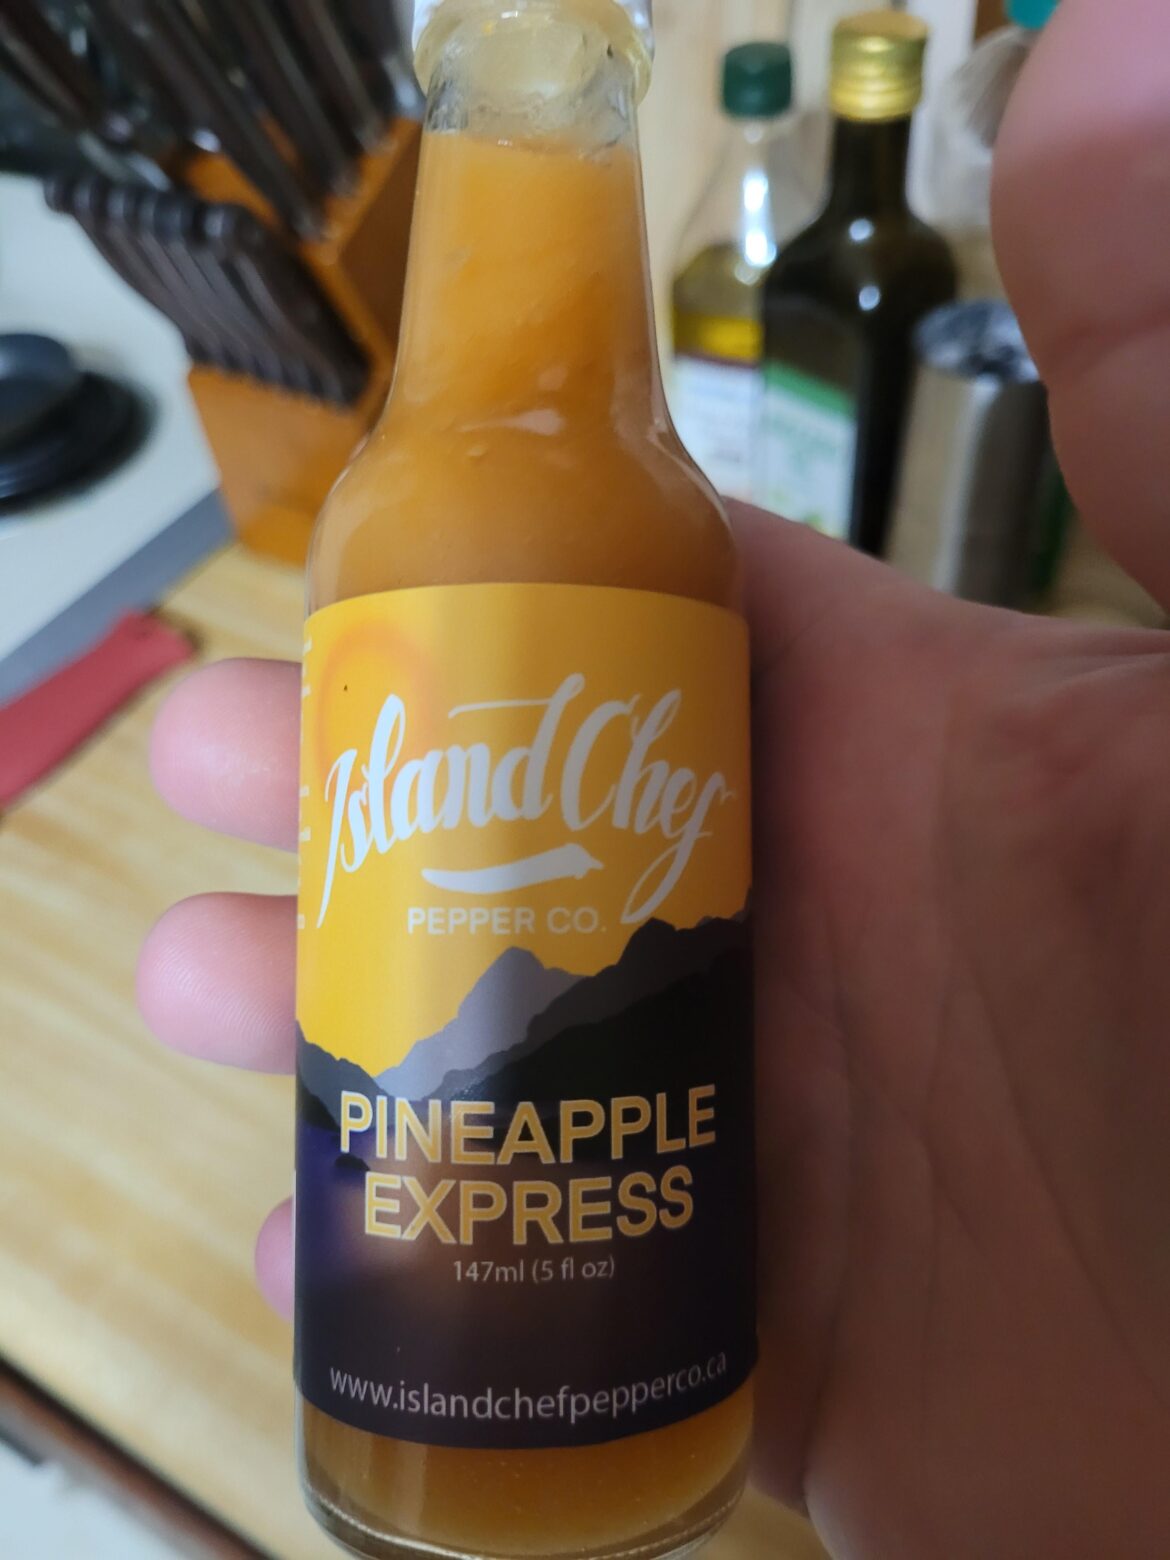 Island Chef
PEPPER CO.
PINEAPPLE
EXPRESS
147ml (5 fl oz)
www.islandchefpepperco.ca